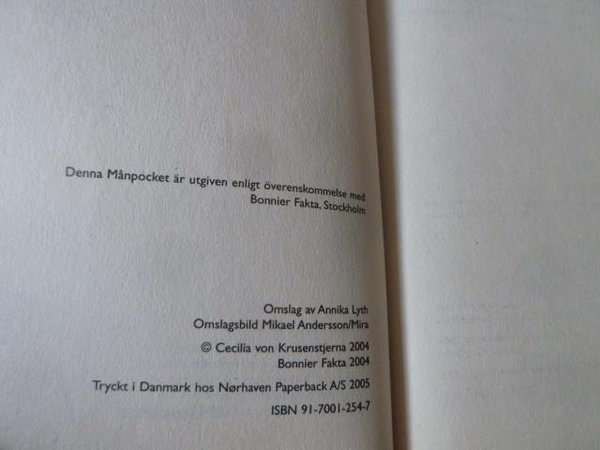 Denna Månpocket är utgiven enligt överenskommelse med
Bonnier Fakta, Stockholm
Omslag av Annika Lyth
Omslagsbild Mikael Andersson/Mira
© Cecilia von Krusenstjerna 2004
Bonnier Fakta 2004
Tryckt i Danmark hos Nørhaven Paperback A/S 2005
ISBN 91-7001-254-7